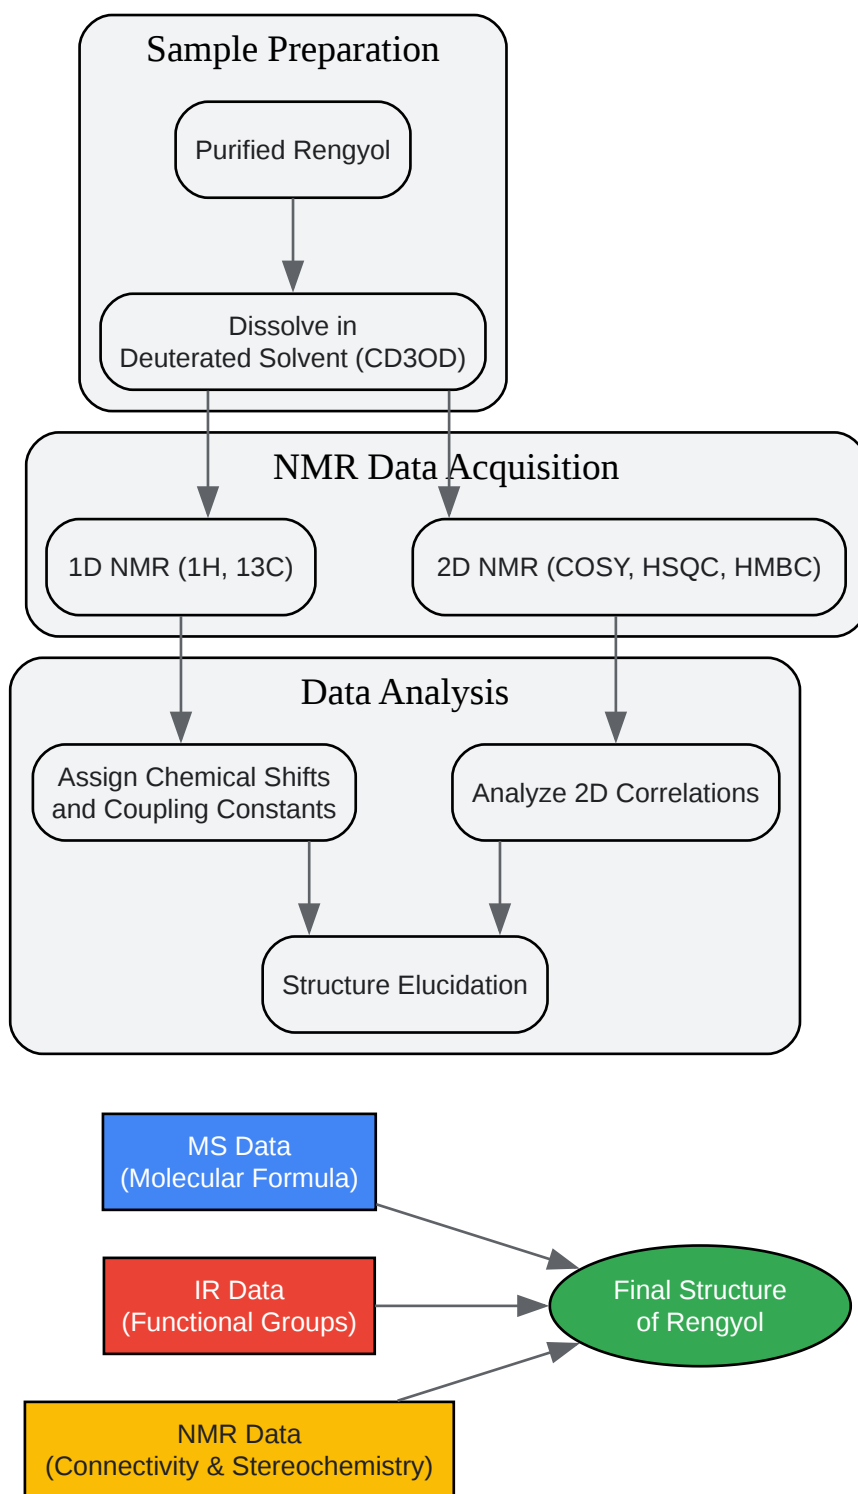 Sample Preparation
Purified Rengyol
Dissolve in
Deuterated Solvent (CD3OD)
NMR Data Acquisition
1D NMR (1H, 13C)
2D NMR (COSY, HSQC, HMBC)
Data Analysis
Assign Chemical Shifts
and Coupling Constants
Analyze 2D Correlations
Structure Elucidation
MS Data
(Molecular Formula)
IR Data
(Functional Groups)
Final Structure
of Rengyol
NMR Data
(Connectivity & Stereochemistry)